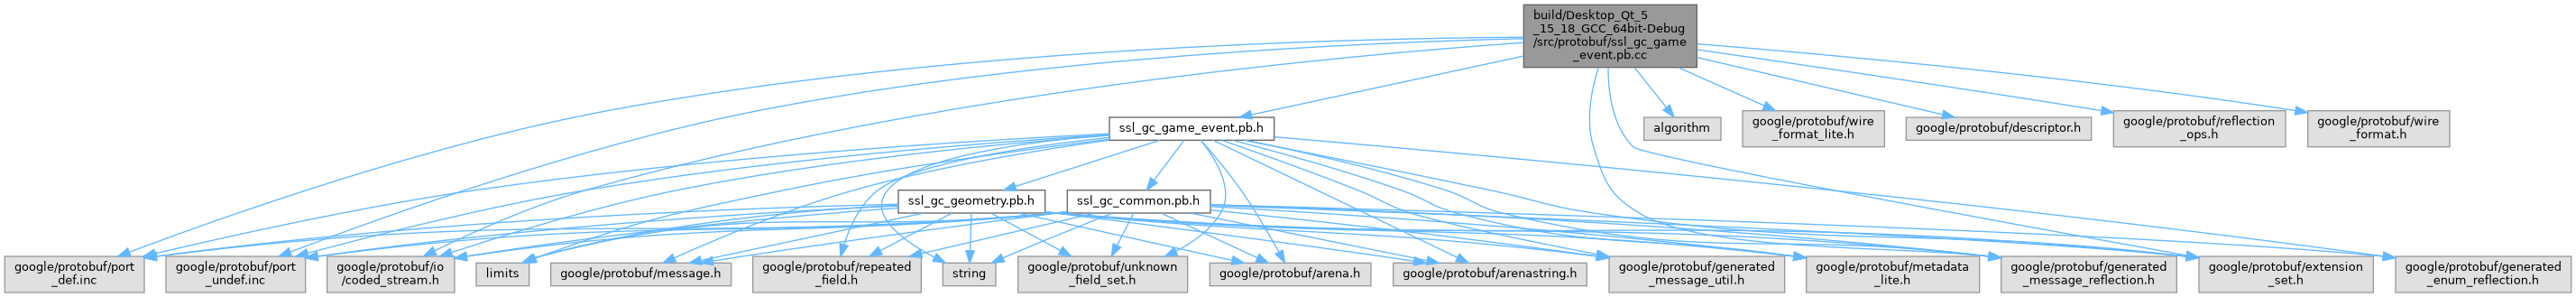 build/Desktop_Qt_5
_15_18_GCC_64bit-Debug
/src/protobuf/ssl_gc_game
_event.pb.cc
ssl_gc_game_event.pb.h
algorithm
google/protobuf/wire
_format_lite.h
google/protobuf/descriptor.h
google/protobuf/reflection
_ops.h
google/protobuf/wire
_format.h
ssl_gc_geometry.pb.h
ssl_gc_common.pb.h
google/protobuf/port
_def.inc
google/protobuf/port
_undef.inc
google/protobuf/io
/coded_stream.h
limits
google/protobuf/message.h
google/protobuf/repeated
_field.h
string
google/protobuf/unknown
_field_set.h
google/protobuf/arena.h
google/protobuf/arenastring.h
google/protobuf/generated
_message_util.h
google/protobuf/metadata
_lite.h
google/protobuf/generated
_message_reflection.h
google/protobuf/extension
_set.h
google/protobuf/generated
_enum_reflection.h